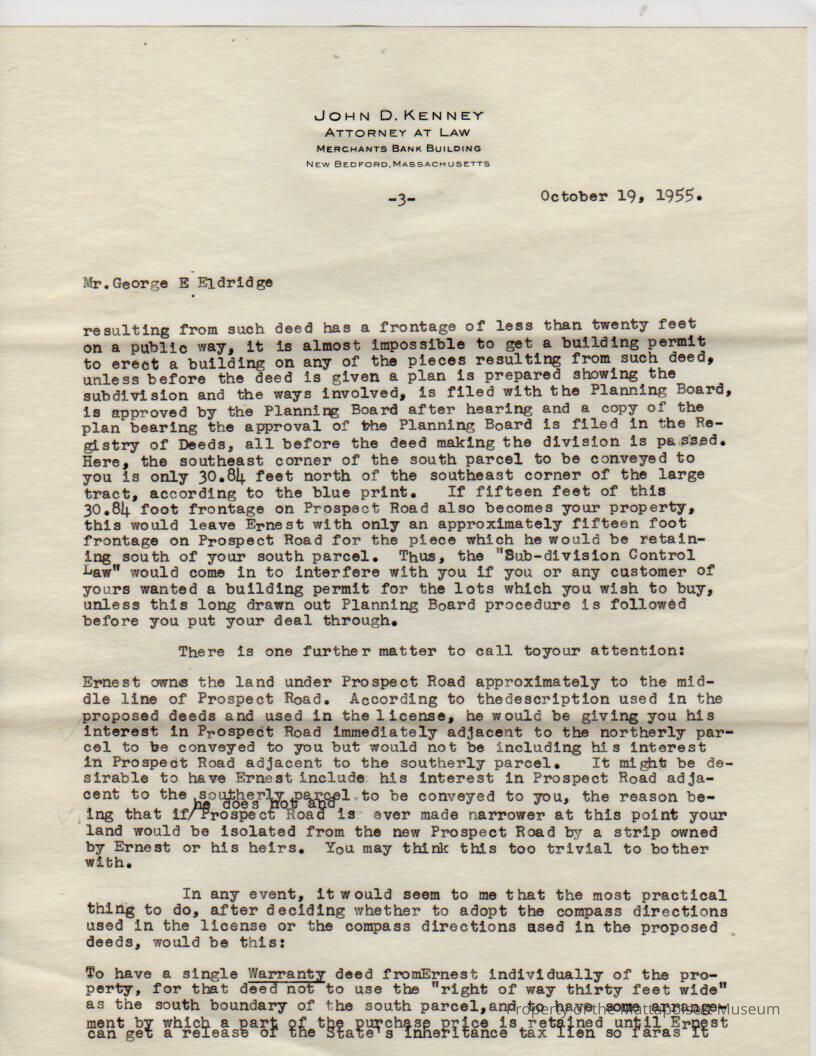 JOHN D. KENNEY
ATTORNEY AT LAW
MERCHANTS BANK BUILDING
NEW BEDFORD, MASSACHUSETTS
-3-
October 19, 1955.
Mr.George E Eldridge
resulting from such deed has a frontage of less than twenty feet
on a public way, it is almost impossible to get a building permit
to erect a building on any of the pieces resulting from such deed,
unless before the deed is given a plan is prepared showing the
subdivision and the ways involved, is filed with the Planning Board,
is approved by the Planning Board after hearing and a copy of the
plan bearing the approval of the Planning Board is filed in the Re-
gistry of Deeds, all before the deed making the division is passed.
Here, the southeast corner of the south parcel to be conveyed to
you is only 30.84 feet north of the southeast corner of the large
tract, according to the blue print. If fifteen feet of this
30.84 foot frontage on Prospect Road also becomes your property,
this would leave Ernest with only an approximately fifteen foot
frontage on Prospect Road for the piece which he would be retain-
ing south of your south parcel. Thus, the "Sub-division Control
Law" would come in to interfere with you if you or any customer of
yours wanted a building permit for the lots which you wish to buy,
unless this long drawn out Planning Board procedure is followed
before you put your deal through.
There is one further matter to call toyour attention:
Ernest owns the land under Prospect Road approximately to the mid-
dle line of Prospect Road. According to thedescription used in the
proposed deeds and used in the license, he would be giving you his
interest in Prospect Road immediately adjacent to the northerly par-
cel to be conveyed to you but would not be including his interest
in Prospect Road adjacent to the southerly parcel. It might be de-
sirable to have Ernest include his interest in Prospect Road adja-
cent to the southerly parcel to be conveyed to you, the reason be-
he does not and
ing that if/Prospect Road is ever made narrower at this point your
land would be isolated from the new Prospect Road by a strip owned
by Ernest or his heirs. You may think this too trivial to bother
with.
In any event, it would seem to me that the most practical
thing to do, after deciding whether to adopt the compass directions
used in the license or the compass directions used in the proposed
deeds, would be this:
To have a single Warranty deed fromErnest individually of the pro-
perty, for that deed not to use the "right of way thirty feet wide"
as the south boundary of the south parcel,and to have some arrange-
Property of the Mattapoisett Museum
ment by which a part of the purchase price is retained until Ernest
can get a release of the State's inheritance tax lien so faras it